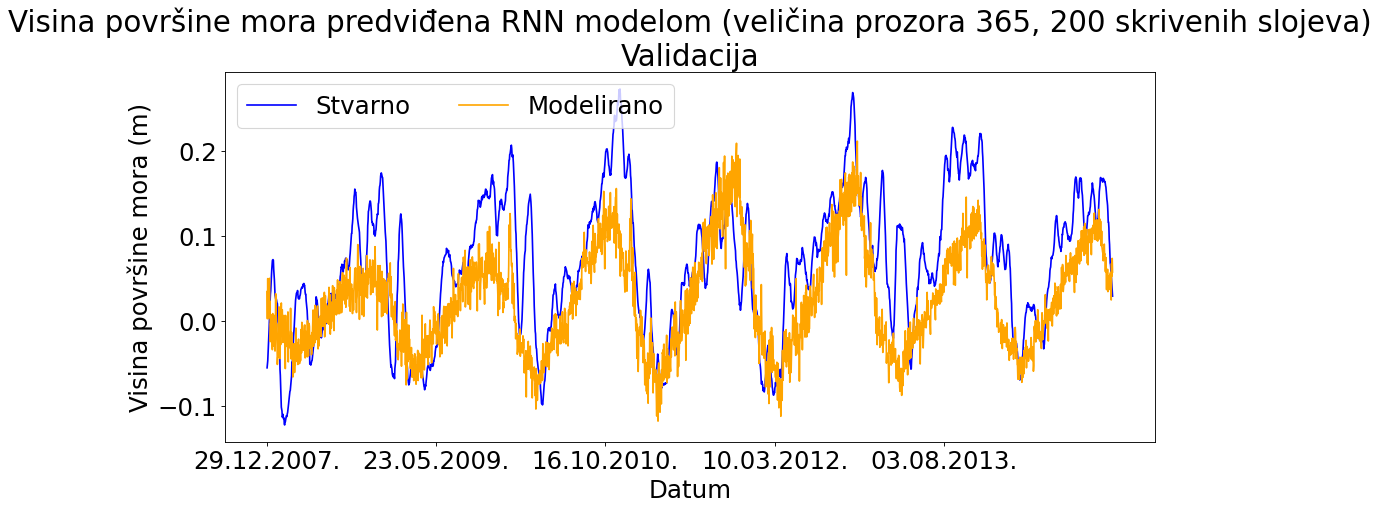 Visina površine mora predviđena RNN modelom (veličina prozora 365, 200 skrivenih slojeva)
Validacija
Stvarno
Modelirano
Visina površine mora (m)
0.2
0.1
0.0
−0.1
29.12.2007.
23.05.2009.
16.10.2010.
10.03.2012.
03.08.2013.
Datum